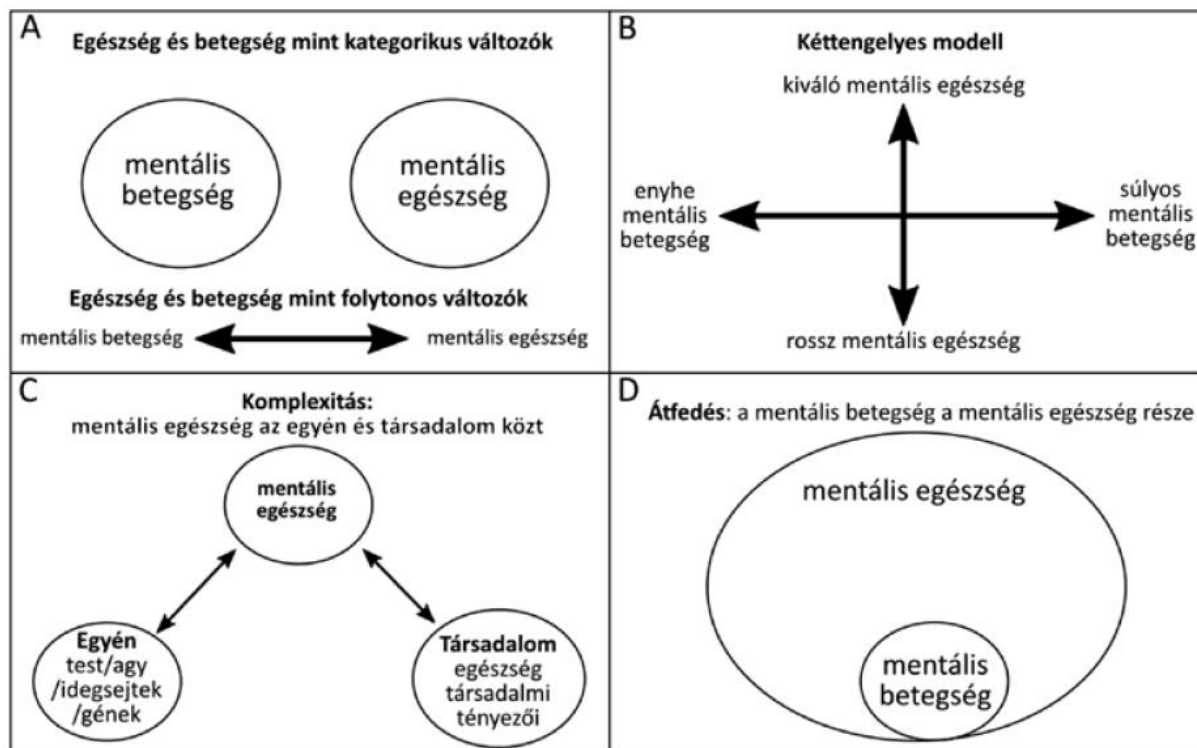 A
Egészség és betegség mint kategorikus változók
mentális
betegség
mentális
egészség
Egészség és betegség mint folytonos változók
mentális betegség
mentális egészség
B
Kéttengelyes modell
kiváló mentális egészség
enyhe
mentális
betegség
súlyos
mentális
betegség
rossz mentális egészség
C
Komplexitás:
mentális egészség az egyén és társadalom közt
mentális
egészség
Egyén
test/agy
/idegsejtek
/gének
Társadalom
egészség
társadalmi
tényezői
D
Átfedés: a mentális betegség a mentális egészség része
mentális egészség
mentális
betegség